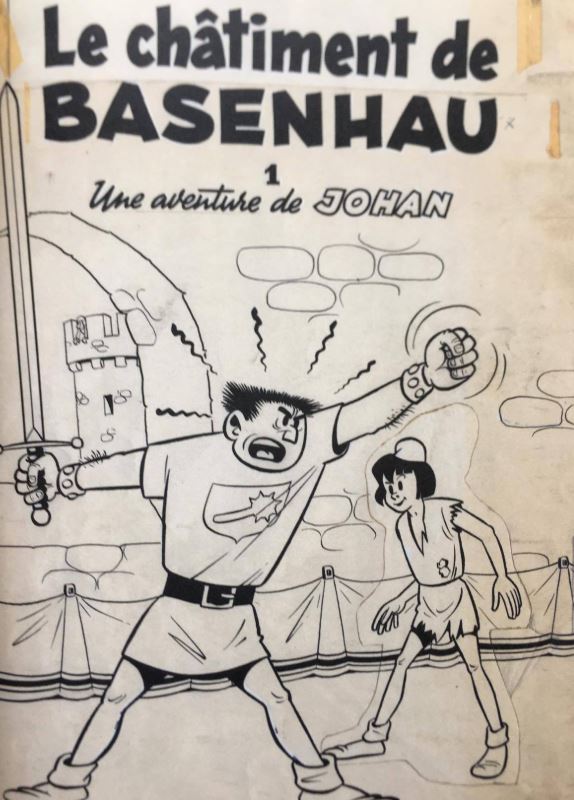 Le châtiment de
BASENHAU
1
Une aventure de JOHAN